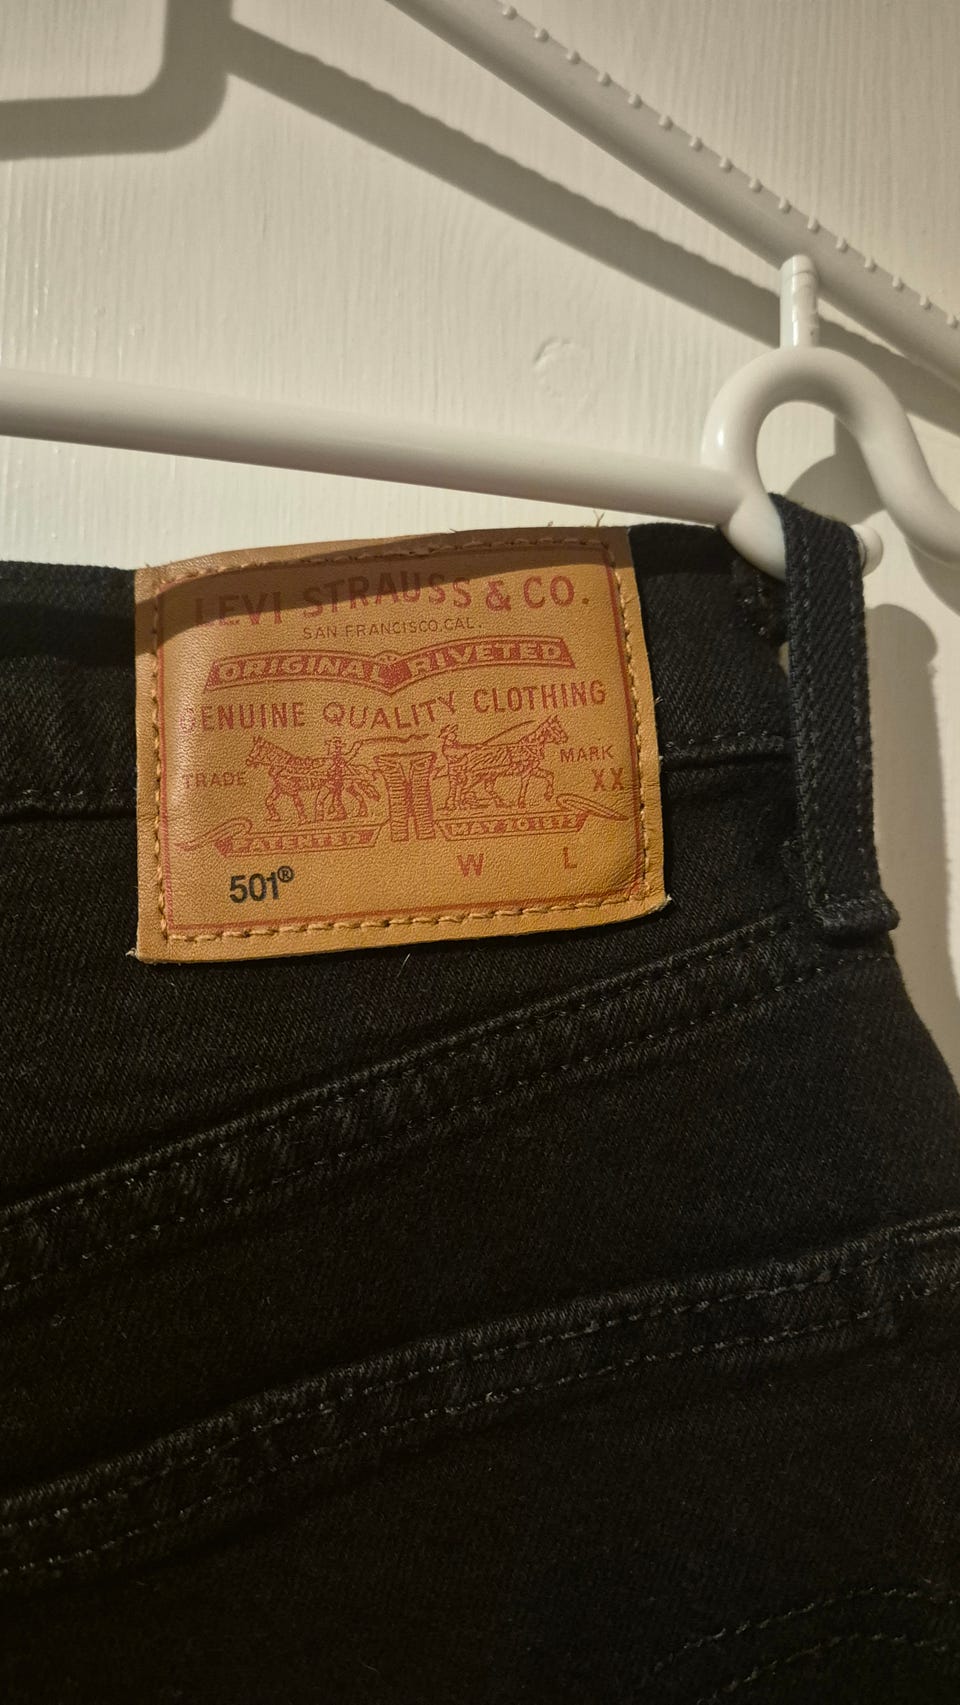 LEVI STRAUSS & CO.
SAN FRANCISCO, CAL.
ORIGINAL RIVETED
GENUINE QUALITY CLOTHING
TRADE MARK
XX
PATENTED MAY 20 1873
W L
501®